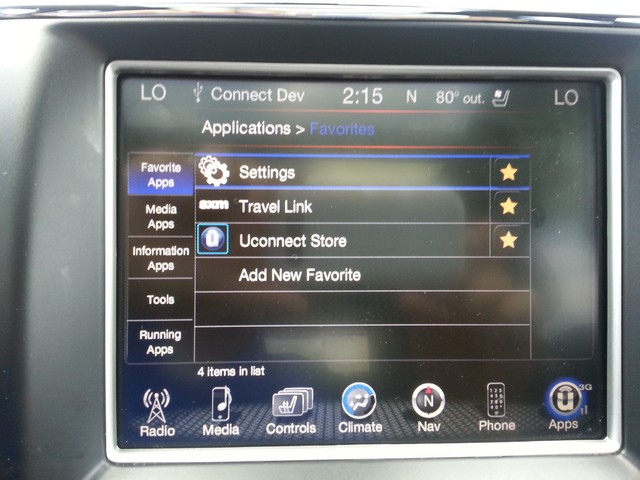 LO Connect Dev 2:15 N 80° out. LO
Applications > Favorites
Favorite
Apps
Settings
Media
Apps
sxm Travel Link
Information
Apps
Uconnect Store
Tools
Add New Favorite
Running
Apps
4 items in list
3G
Radio Media Controls Climate Nav Phone Apps